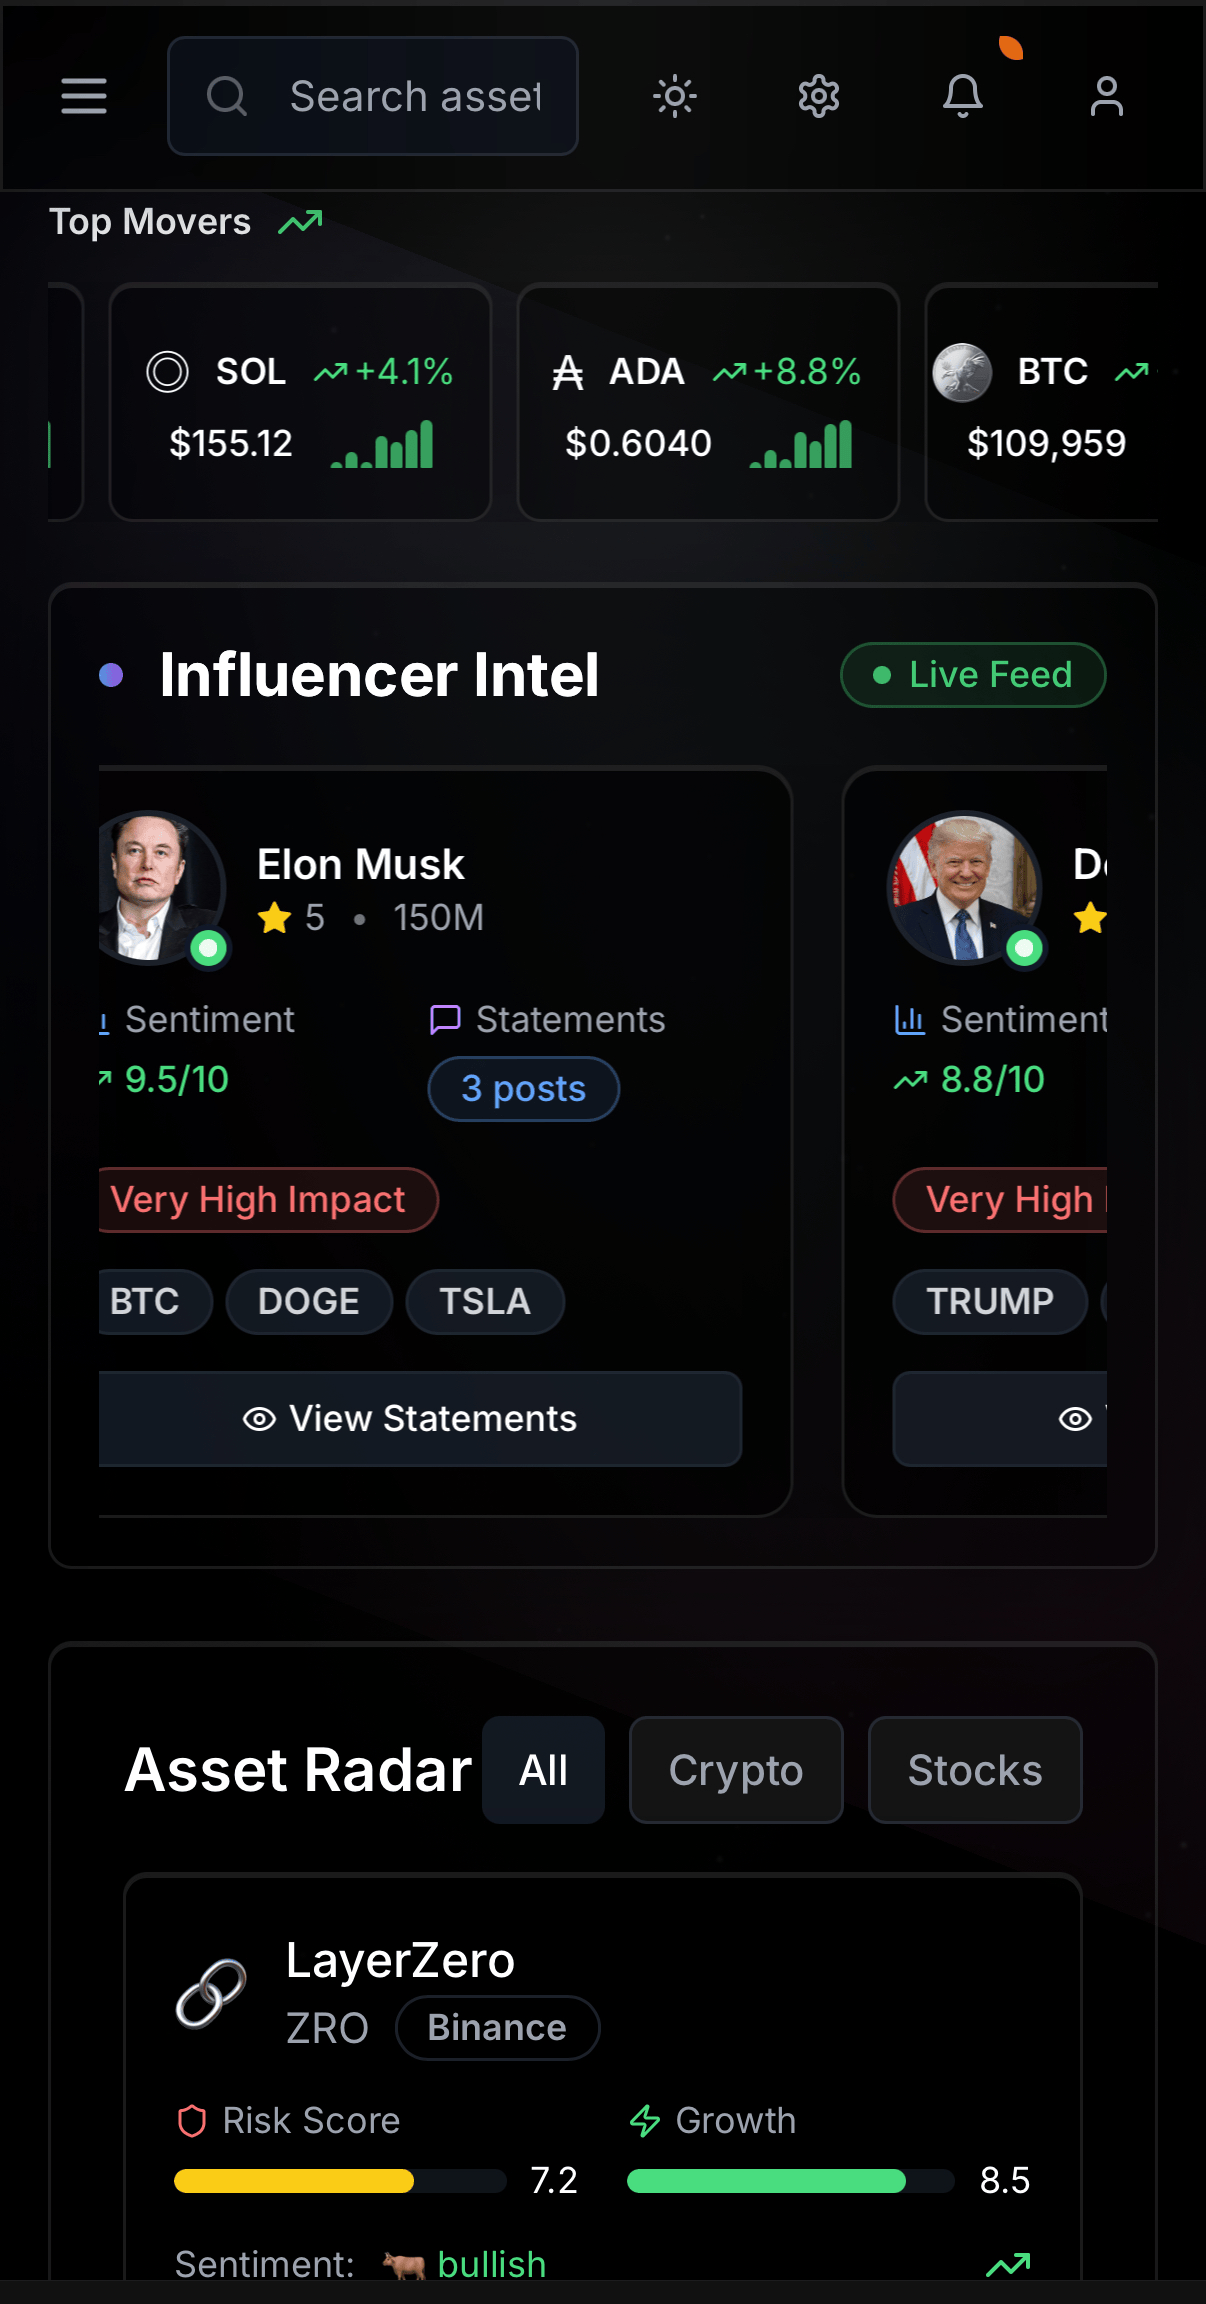 Search asset
Top Movers
SOL +4.1%
$155.12
ADA +8.8%
$0.6040
BTC
$109,959
Influencer Intel
Live Feed
Elon Musk
5 • 150M
Sentiment
9.5/10
Statements
3 posts
Very High Impact
BTC DOGE TSLA
View Statements
Sentiment
8.8/10
Very High
TRUMP
Asset Radar
All Crypto Stocks
LayerZero
ZRO Binance
Risk Score
7.2
Growth
8.5
Sentiment: bullish